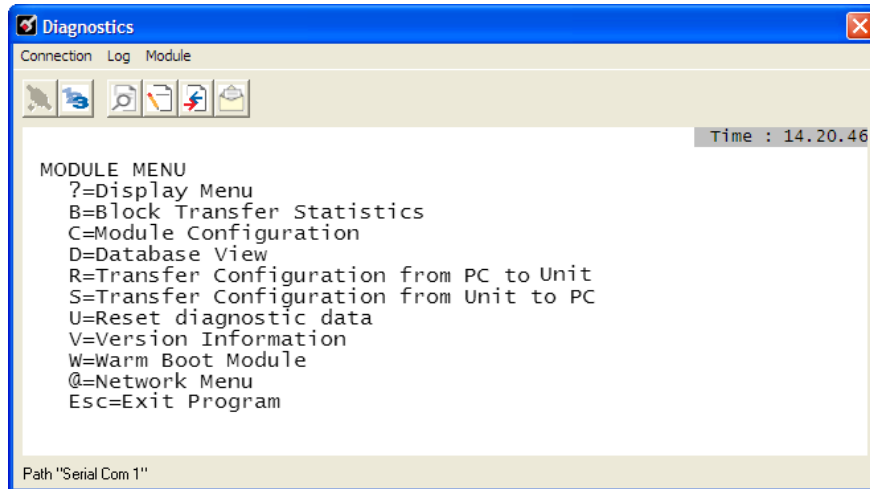 Diagnostics
Connection Log Module
Time : 14.20.46
MODULE MENU
?=Display Menu
B=Block Transfer Statistics
C=Module Configuration
D=Database View
R=Transfer Configuration from PC to Unit
S=Transfer Configuration from Unit to PC
U=Reset diagnostic data
V=Version Information
W=Warm Boot Module
@=Network Menu
Esc=Exit Program
Path "Serial Com 1"